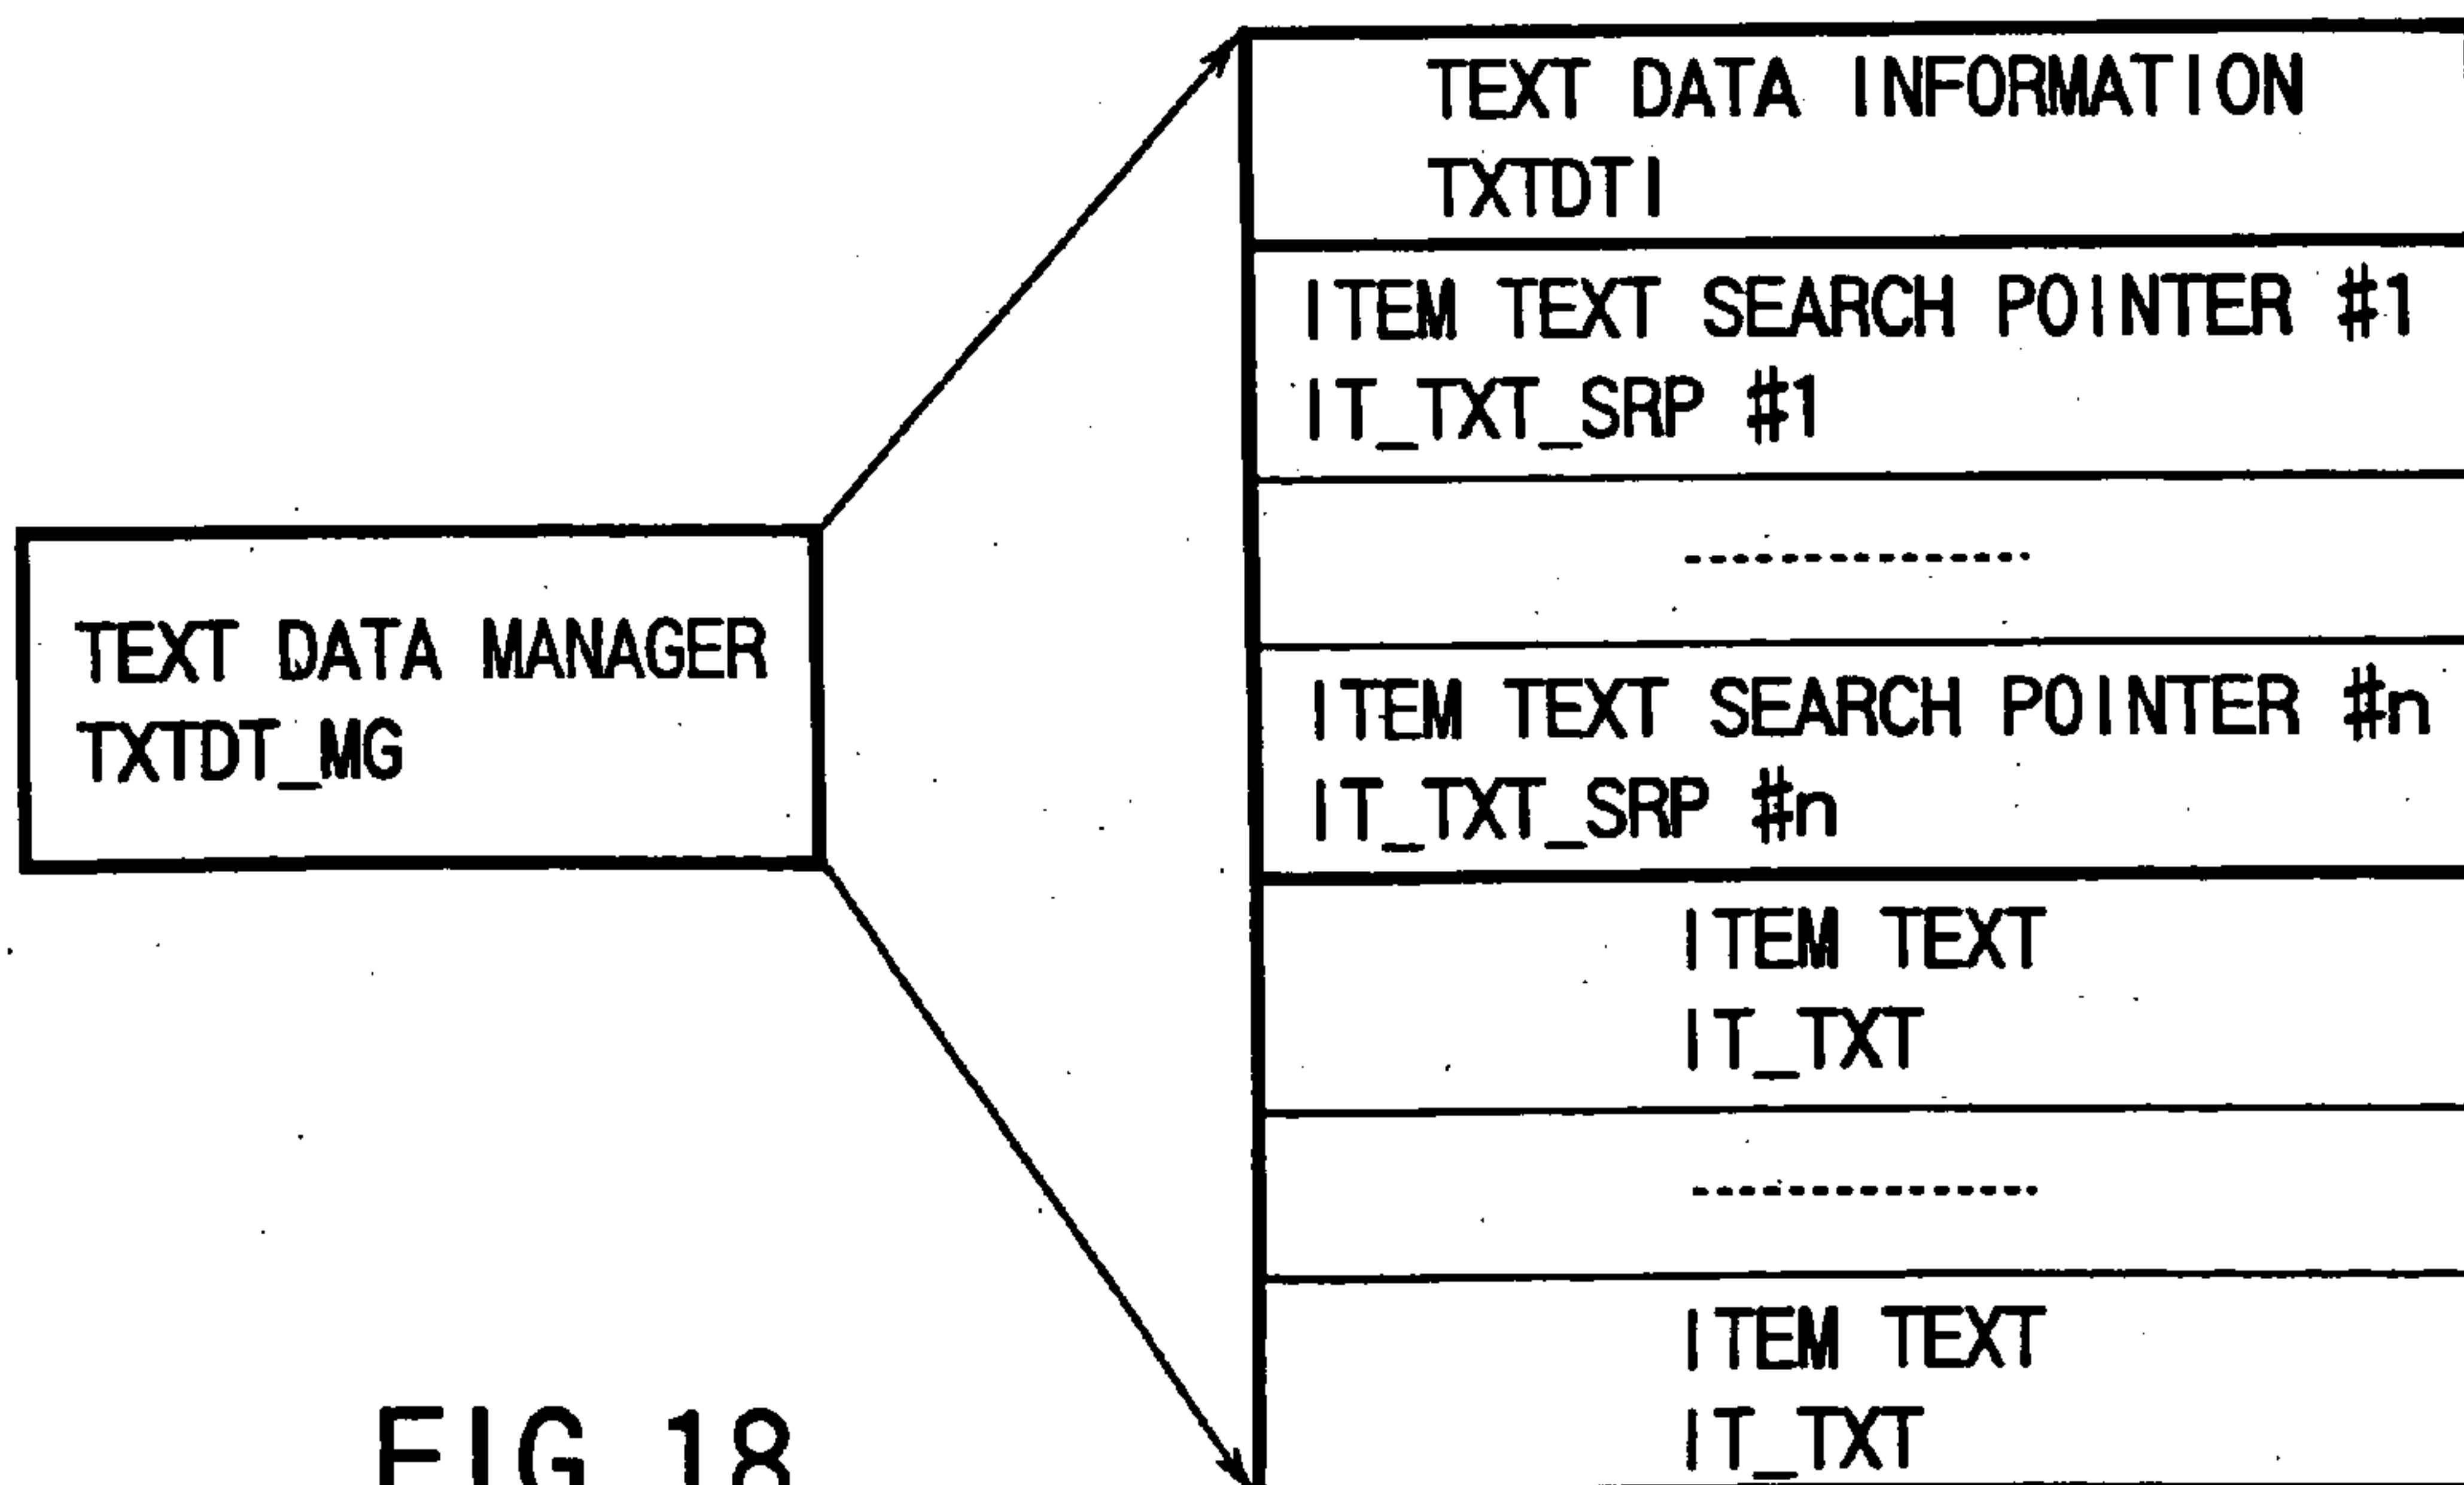 TEXT DATA MANAGER
TXTDT_MG
TEXT DATA INFORMATION
TXTDTI
ITEM TEXT SEARCH POINTER #1
IT_TXT_SRP #1
ITEM TEXT SEARCH POINTER #n
IT_TXT_SRP #n
ITEM TEXT
IT_TXT
ITEM TEXT
IT_TXT
FIG.18